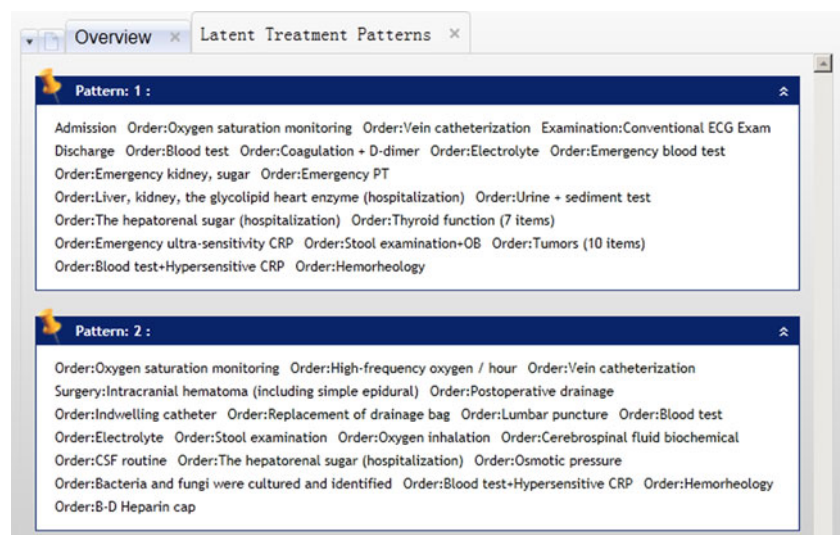 Overview × Latent Treatment Patterns ×
Pattern: 1 :
Admission Order:Oxygen saturation monitoring Order:Vein catheterization Examination:Conventional ECG Exam
Discharge Order:Blood test Order:Coagulation + D-dimer Order:Electrolyte Order:Emergency blood test
Order:Emergency kidney, sugar Order:Emergency PT
Order:Liver, kidney, the glycolipid heart enzyme (hospitalization) Order:Urine + sediment test
Order:The hepatorenal sugar (hospitalization) Order:Thyroid function (7 items)
Order:Emergency ultra-sensitivity CRP Order:Stool examination+OB Order:Tumors (10 items)
Order:Blood test+Hypersensitive CRP Order:Hemorheology
Pattern: 2 :
Order:Oxygen saturation monitoring Order:High-frequency oxygen / hour Order:Vein catheterization
Surgery:Intracranial hematoma (including simple epidural) Order:Postoperative drainage
Order:Indwelling catheter Order:Replacement of drainage bag Order:Lumbar puncture Order:Blood test
Order:Electrolyte Order:Stool examination Order:Oxygen inhalation Order:Cerebrospinal fluid biochemical
Order:CSF routine Order:The hepatorenal sugar (hospitalization) Order:Osmotic pressure
Order:Bacteria and fungi were cultured and identified Order:Blood test+Hypersensitive CRP Order:Hemorheology
Order:B-D Heparin cap